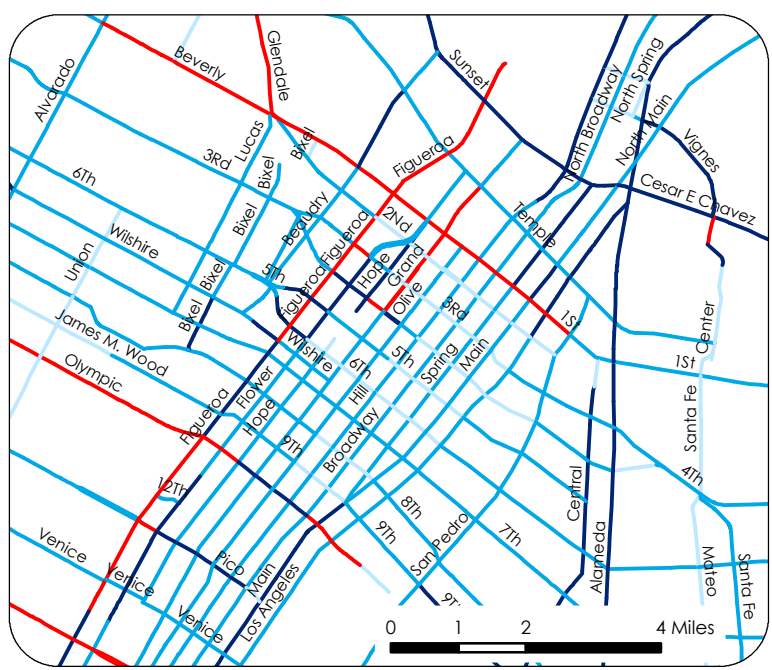 Sunset
Glendale
Beverly
North Spring
North Broadway
Alvarado
North Main
Lucas
Bixel
Vignes
3Rd
Figueroa
Bixel
6Th
Cesar E Chavez
Bixel
Beaudry
2Nd
Temple
Figueroa
Wilshire
Union
Hope
Grand
Bixel
5Th
Figueroa
Olive
3Rd
Bixel
1St
Center
James M. Wood
Wilshire
6Th
5Th
Spring
Main
1St
Olympic
Flower
Hill
Figueroa
Hope
Broadway
Santa Fe
9Th
4Th
12Th
8Th
Central
9Th
7Th
San Pedro
Alameda
Venice
Pico
Mateo
Santa Fe
Venice
Main
Los Angeles
Venice
9Th
0 1 2 4 Miles